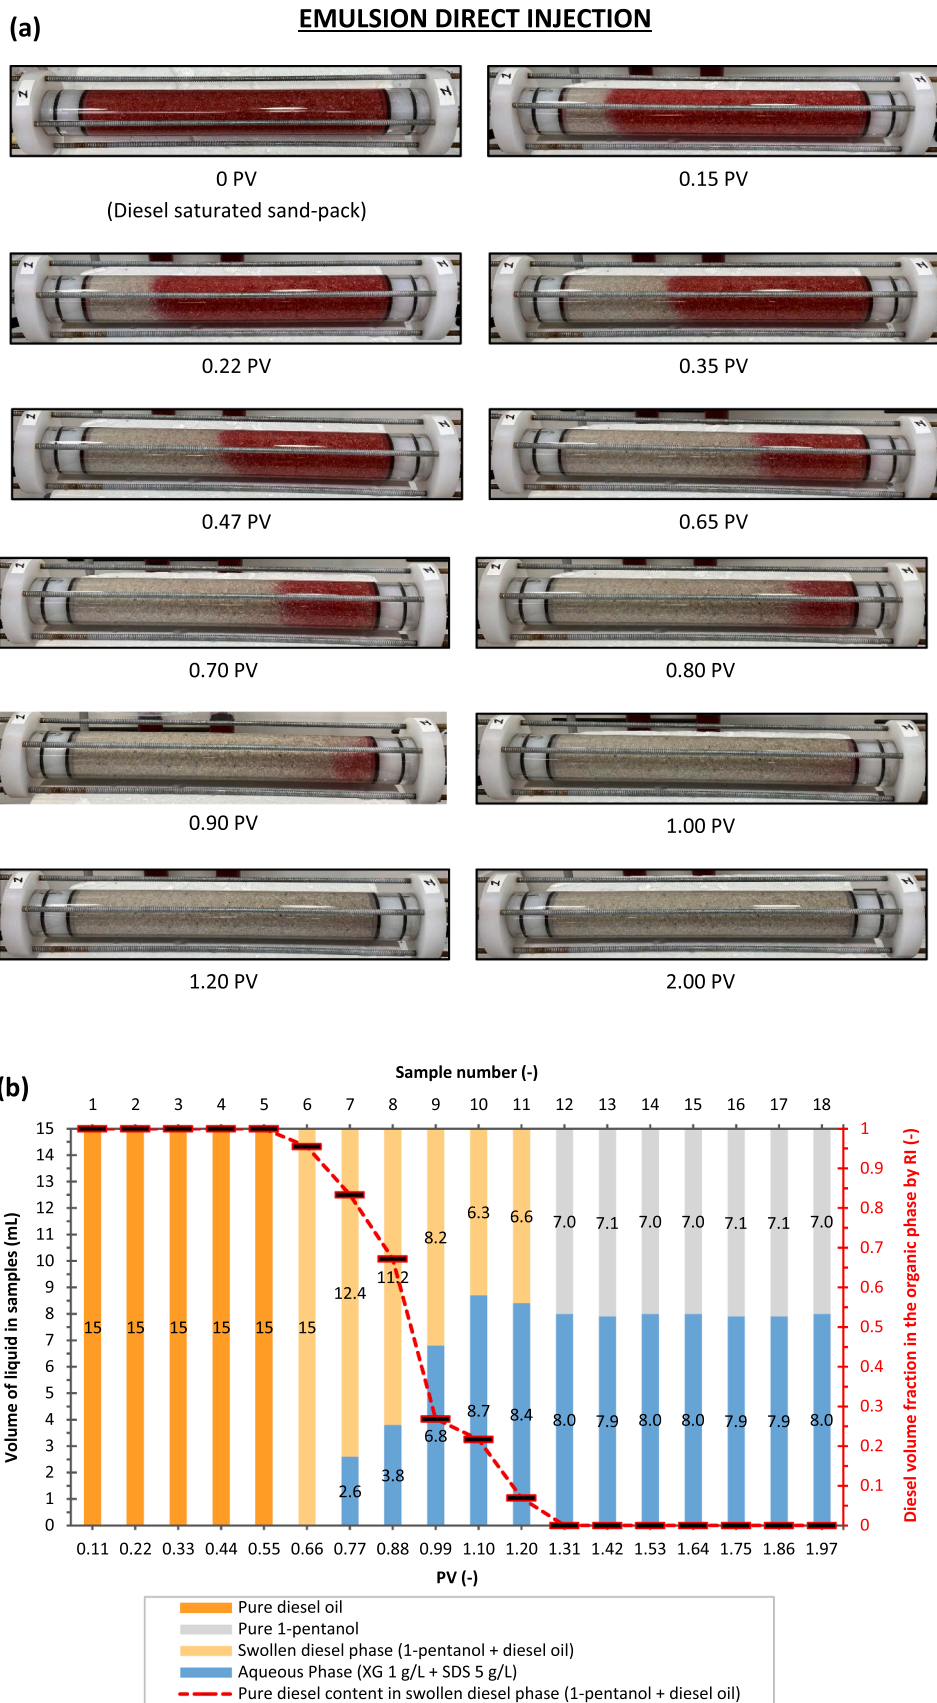 EMULSION DIRECT INJECTION
(a)
0 PV
(Diesel saturated sand-pack)
0.15 PV
0.22 PV
0.35 PV
0.47 PV
0.65 PV
0.70 PV
0.80 PV
0.90 PV
1.00 PV
1.20 PV
2.00 PV
(b)
Sample number (-)
1 2 3 4 5 6 7 8 9 10 11 12 13 14 15 16 17 18
Volume of liquid in samples (mL)
15
14
13
12
11
10
9
8
7
6
5
4
3
2
1
0
15 15 15 15 15 15 12.4 11.2 8.2 6.3 6.6 7.0 7.1 7.0 7.0 7.1 7.1 7.0
2.6 3.8 6.8 8.7 8.4 8.0 7.9 8.0 8.0 7.9 7.9 8.0
1
0.9
0.8
0.7
0.6
0.5
0.4
0.3
0.2
0.1
0
Diesel volume fraction in the organic phase by RI (-)
0.11 0.22 0.33 0.44 0.55 0.66 0.77 0.88 0.99 1.10 1.20 1.31 1.42 1.53 1.64 1.75 1.86 1.97
PV (-)
Pure diesel oil
Pure 1-pentanol
Swollen diesel phase (1-pentanol + diesel oil)
Aqueous Phase (XG 1 g/L + SDS 5 g/L)
Pure diesel content in swollen diesel phase (1-pentanol + diesel oil)